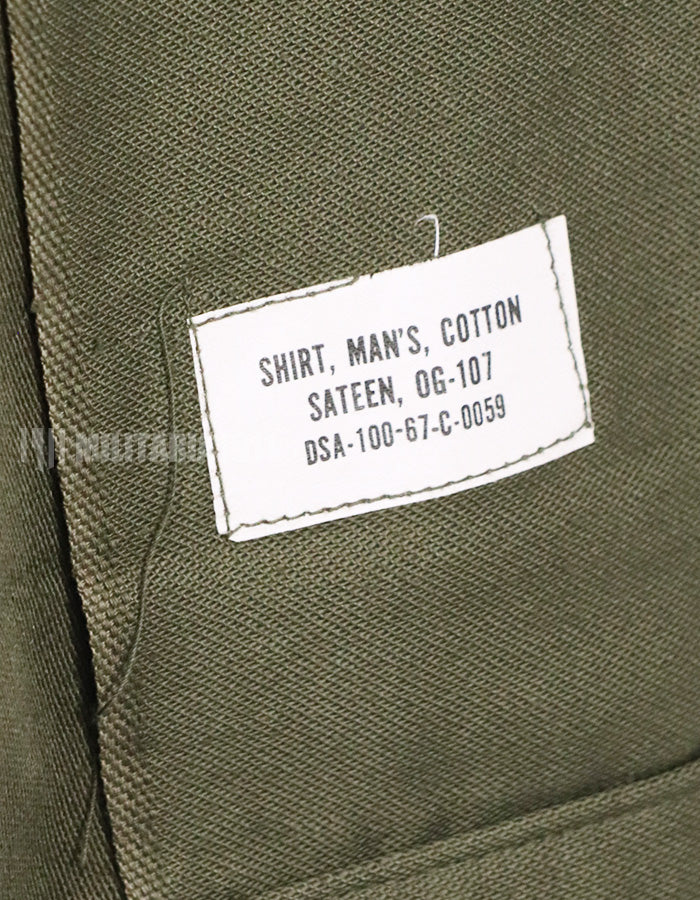 SHIRT, MAN'S, COTTON
SATEEN, OG-107
DSA-100-67-C-0059